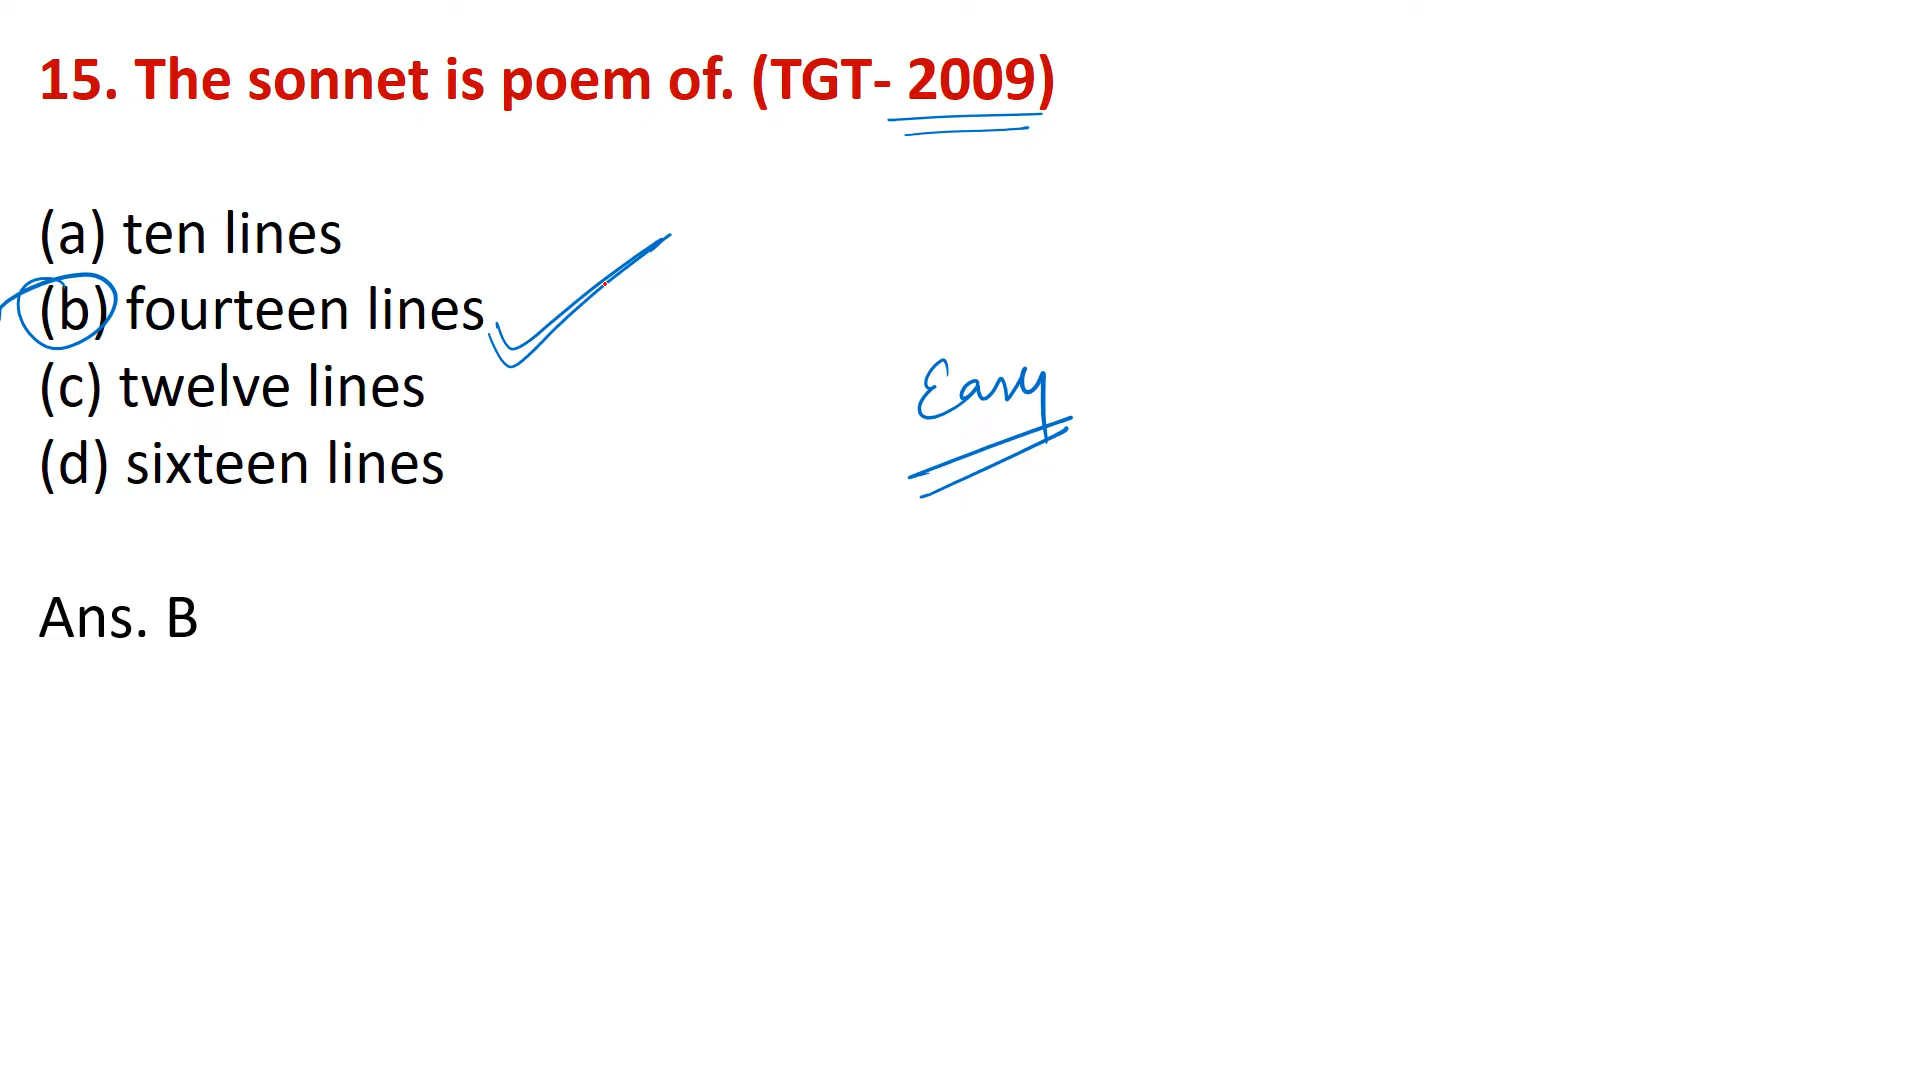 15. The sonnet is poem of. (TGT- 2009)
(a) ten lines
(b) fourteen lines
(c) twelve lines
Easy
(d) sixteen lines
Ans. B